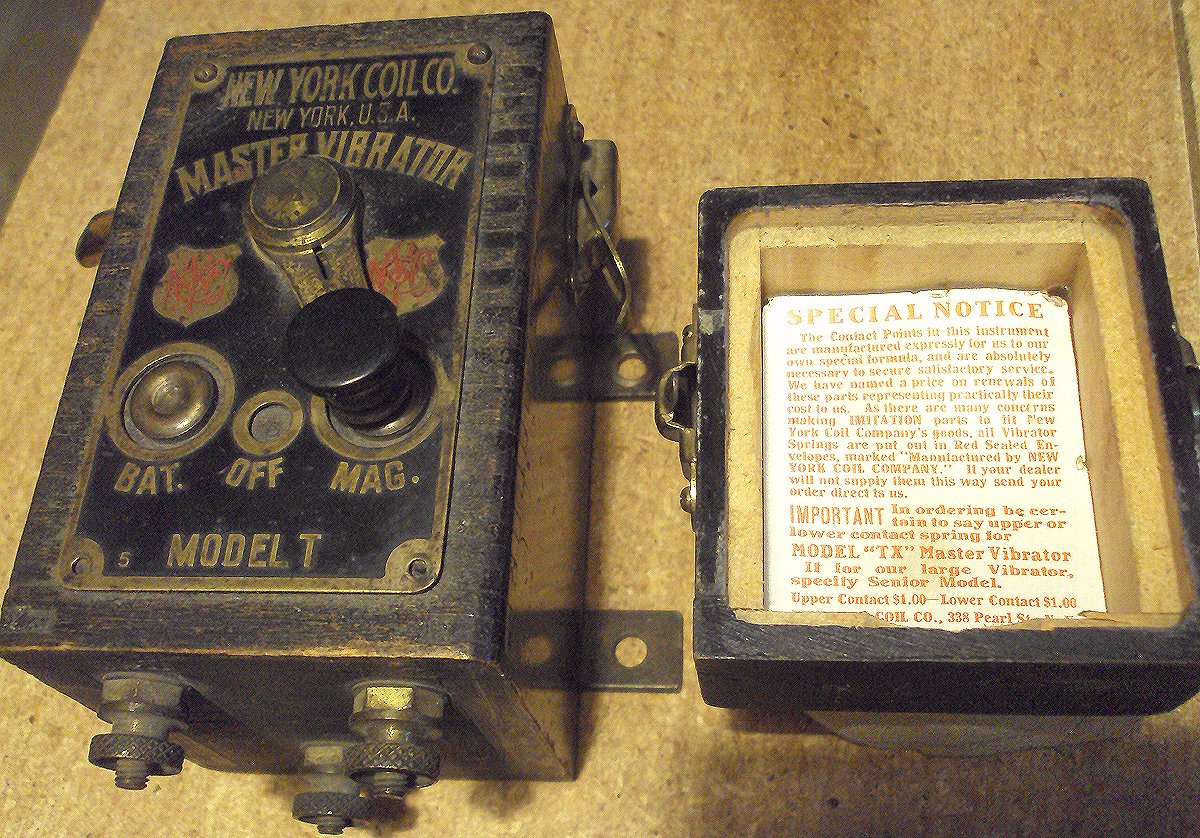 NEW YORK COIL CO.
NEW YORK, U.S.A.
MASTER VIBRATOR
BAT. OFF MAG.
5 MODEL T
SPECIAL NOTICE
The Contact Points in this instrument
are manufactured expressly for us to our
own special formula, and are absolutely
necessary to secure satisfactory service.
We have named a price on renewals of
these parts representing practically their
cost to us. As there are many concerns
making IMITATION parts to fit New
York Coil Company's goods, all Vibrator
Springs are put out in Red Sealed En-
velopes, marked "Manufactured by NEW
YORK COIL COMPANY." If your dealer
will not supply them this way send your
order direct to us.
IMPORTANT In ordering be cer-
tain to say upper or
lower contact spring for
MODEL "TX" Master Vibrator
If for our large Vibrator,
specify Senior Model.
Upper Contact $1.00—Lower Contact $1.00
COIL CO., 338 Pearl St.